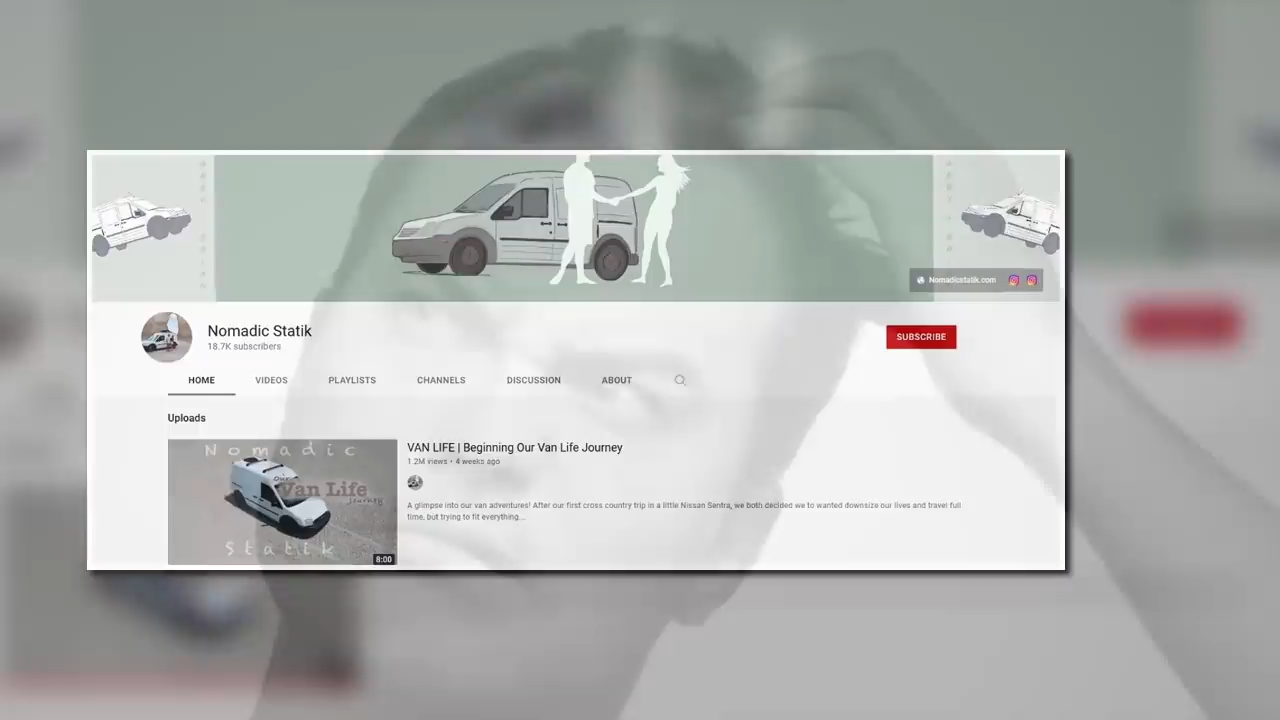 Nomadicstatik.com
Nomadic Statik
18.7K subscribers
SUBSCRIBE
HOME VIDEOS PLAYLISTS CHANNELS DISCUSSION ABOUT
Uploads
Nomadic
Our
Van Life
Journey
Statik
8:00
VAN LIFE | Beginning Our Van Life Journey
1.2M views • 4 weeks ago
A glimpse into our van adventures! After our first cross country trip in a little Nissan Sentra, we both decided we to wanted downsize our lives and travel full
time, but trying to fit everything...